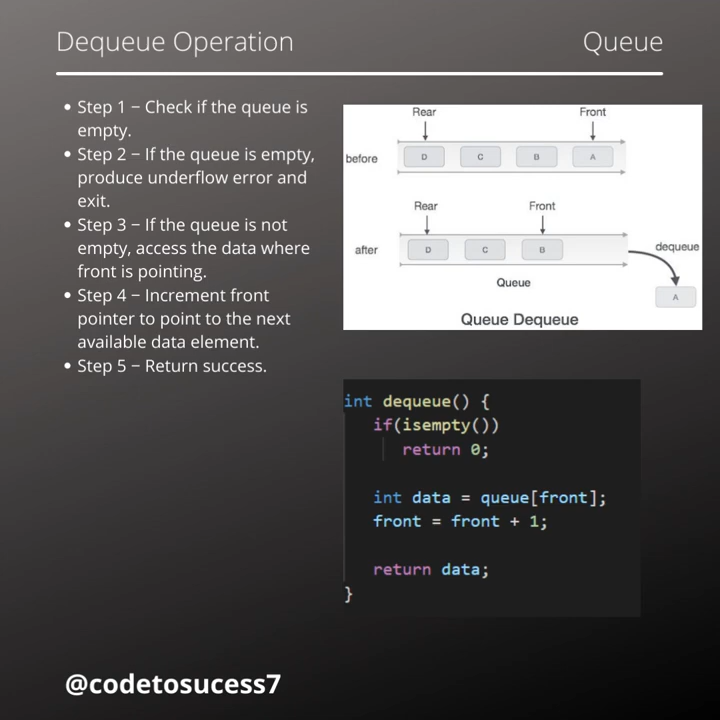 Dequeue Operation
Queue
• Step 1 – Check if the queue is
empty.
• Step 2 – If the queue is empty,
produce underflow error and
exit.
• Step 3 – If the queue is not
empty, access the data where
front is pointing.
• Step 4 – Increment front
pointer to point to the next
available data element.
• Step 5 – Return success.
Rear Front
before D C B A
Rear Front
after D C B dequeue
Queue A
Queue Dequeue
int dequeue() {
if(isempty())
return 0;
int data = queue[front];
front = front + 1;
return data;
}
@codetosucess7